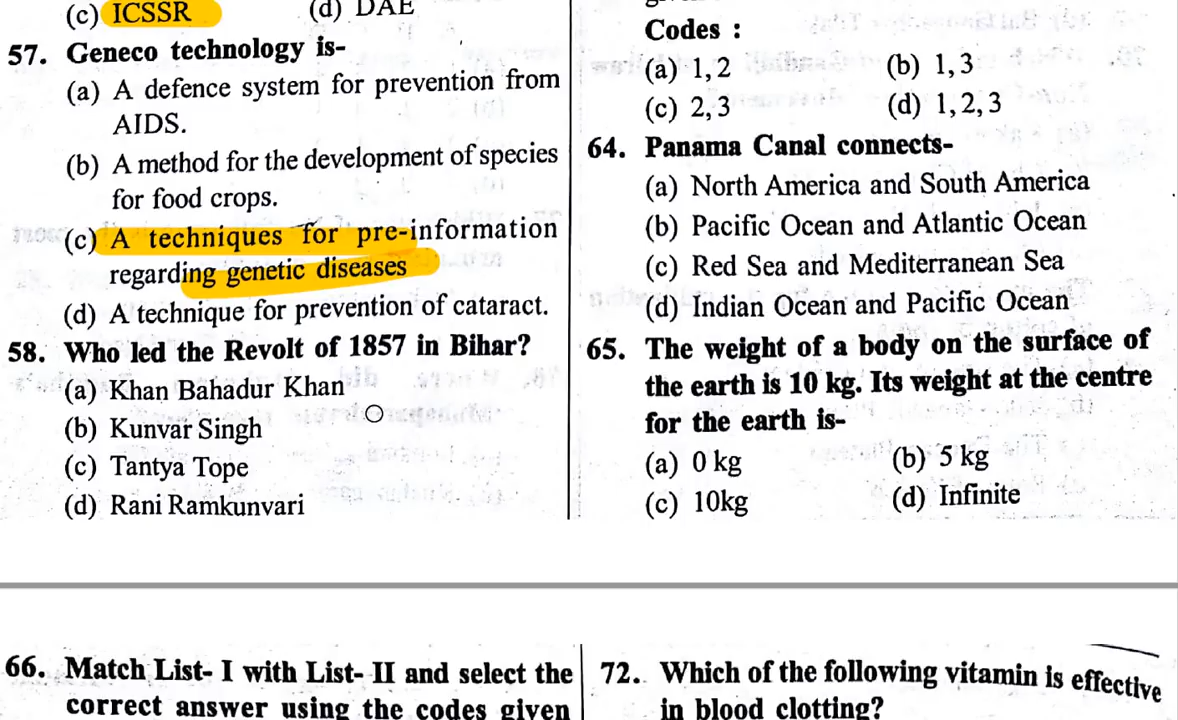 (c) ICSSR (d) DAE
57. Geneco technology is-
(a) A defence system for prevention from
AIDS.
(b) A method for the development of species
for food crops.
(c) A techniques for pre-information
regarding genetic diseases
(d) A technique for prevention of cataract.
58. Who led the Revolt of 1857 in Bihar?
(a) Khan Bahadur Khan
(b) Kunvar Singh
(c) Tantya Tope
(d) Rani Ramkunvari
Codes :
(a) 1, 2 (b) 1, 3
(c) 2, 3 (d) 1, 2, 3
64. Panama Canal connects-
(a) North America and South America
(b) Pacific Ocean and Atlantic Ocean
(c) Red Sea and Mediterranean Sea
(d) Indian Ocean and Pacific Ocean
65. The weight of a body on the surface of
the earth is 10 kg. Its weight at the centre
for the earth is-
(a) 0 kg (b) 5 kg
(c) 10kg (d) Infinite
66. Match List- I with List- II and select the
correct answer using the codes given
72. Which of the following vitamin is effective
in blood clotting?